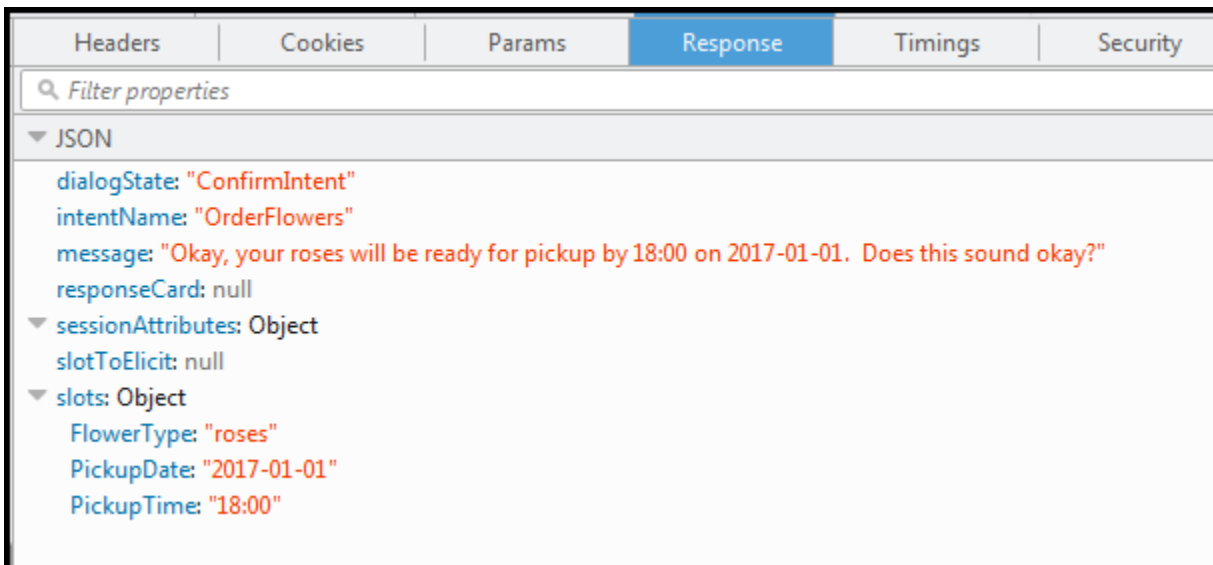 Headers Cookies Params Response Timings Security
Filter properties
JSON
dialogState: "ConfirmIntent"
intentName: "OrderFlowers"
message: "Okay, your roses will be ready for pickup by 18:00 on 2017-01-01.  Does this sound okay?"
responseCard: null
sessionAttributes: Object
slotToElicit: null
slots: Object
FlowerType: "roses"
PickupDate: "2017-01-01"
PickupTime: "18:00"